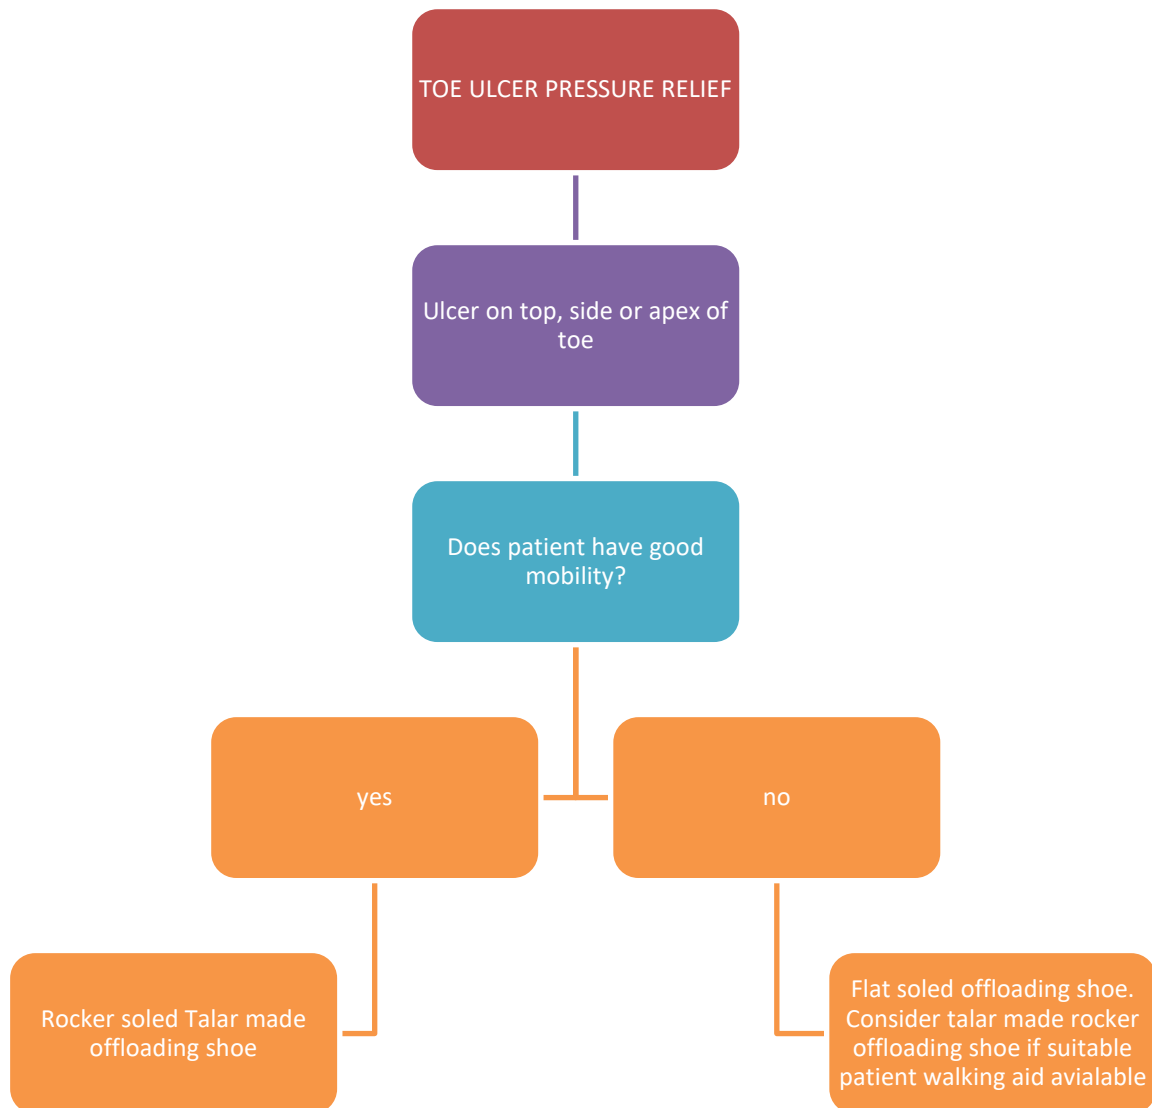 TOE ULCER PRESSURE RELIEF
Ulcer on top, side or apex of
toe
Does patient have good
mobility?
yes
no
Rocker soled Talar made
offloading shoe
Flat soled offloading shoe.
Consider talar made rocker
offloading shoe if suitable
patient walking aid avialable